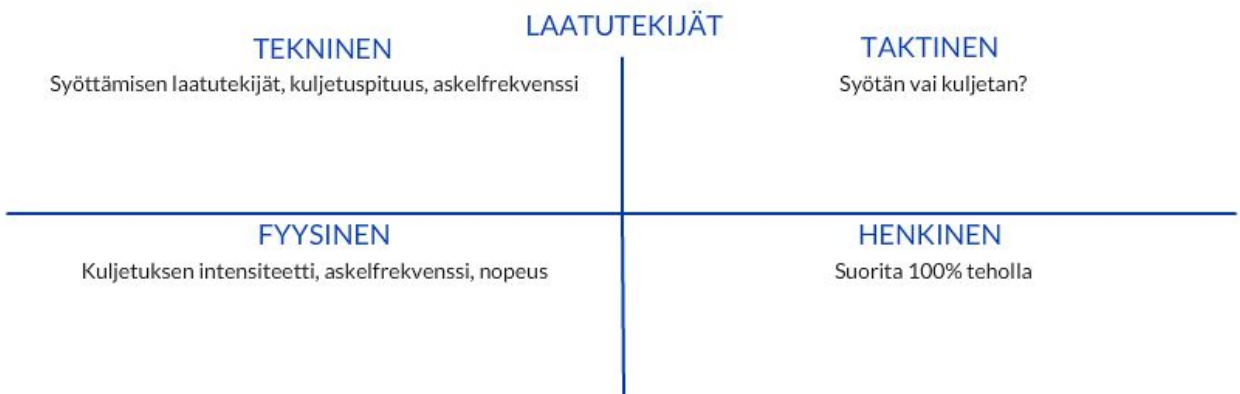 LAATUTEKIJÄT
TEKNINEN
Syöttämisen laatutekijät, kuljetuspituus, askelfrekvenssi
TAKTINEN
Syötän vai kuljetan?
FYYSINEN
Kuljetuksen intensiteetti, askelfrekvenssi, nopeus
HENKINEN
Suorita 100% teholla